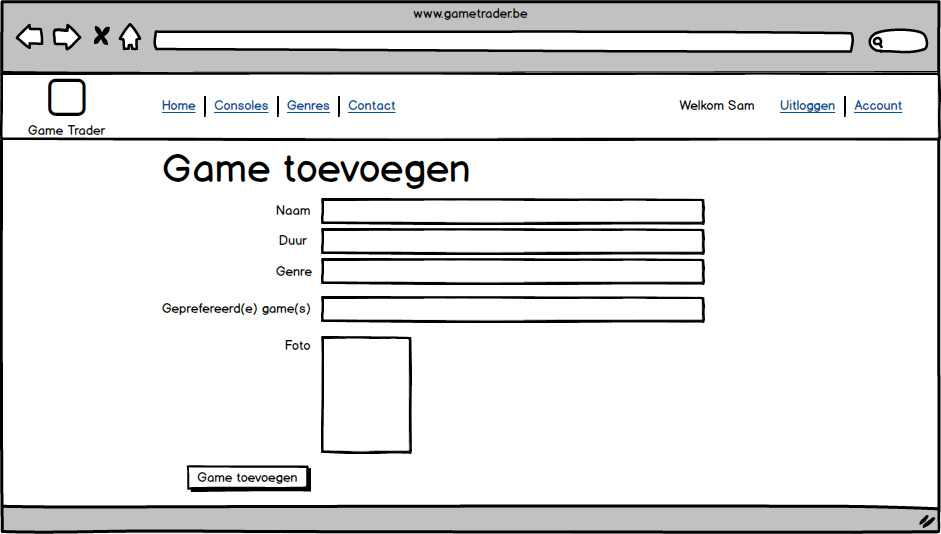 www.gametrader.be
Home Consoles Genres Contact Welkom Sam Uitloggen Account
Game Trader
Game toevoegen
Naam
Duur
Genre
Geprefereerd(e) game(s)
Foto
Game toevoegen